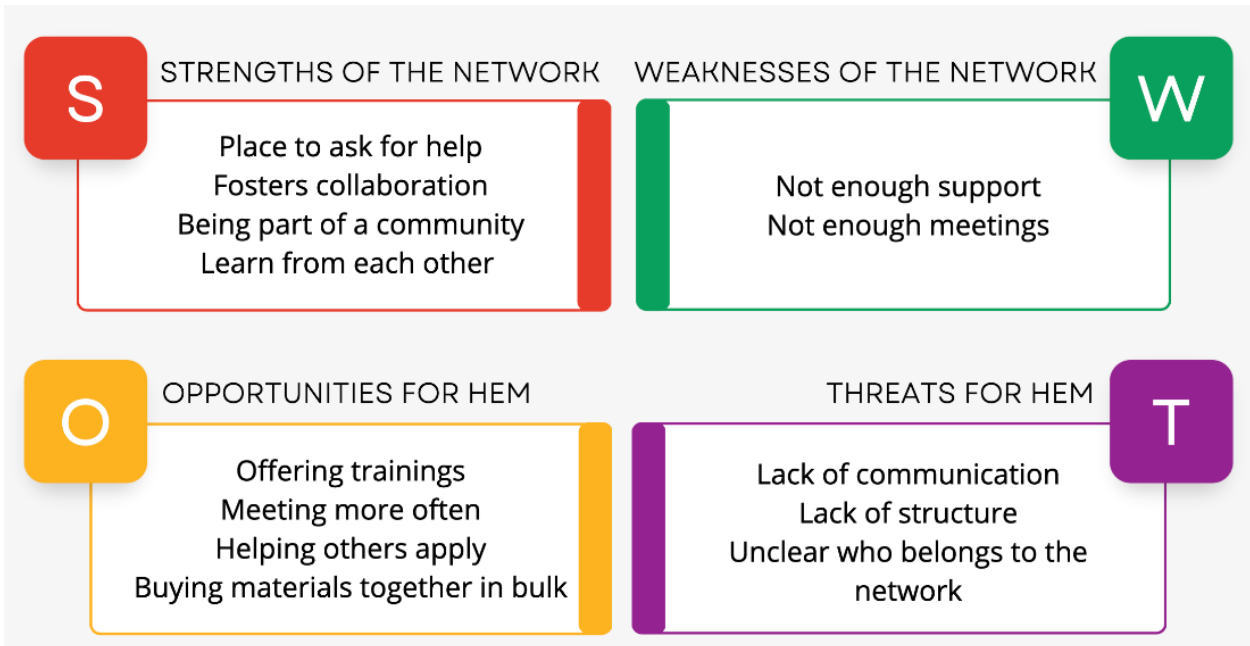 S
STRENGTHS OF THE NETWORK
Place to ask for help
Fosters collaboration
Being part of a community
Learn from each other
WEAKNESSES OF THE NETWORK
W
Not enough support
Not enough meetings
O
OPPORTUNITIES FOR HEM
Offering trainings
Meeting more often
Helping others apply
Buying materials together in bulk
THREATS FOR HEM
T
Lack of communication
Lack of structure
Unclear who belongs to the
network